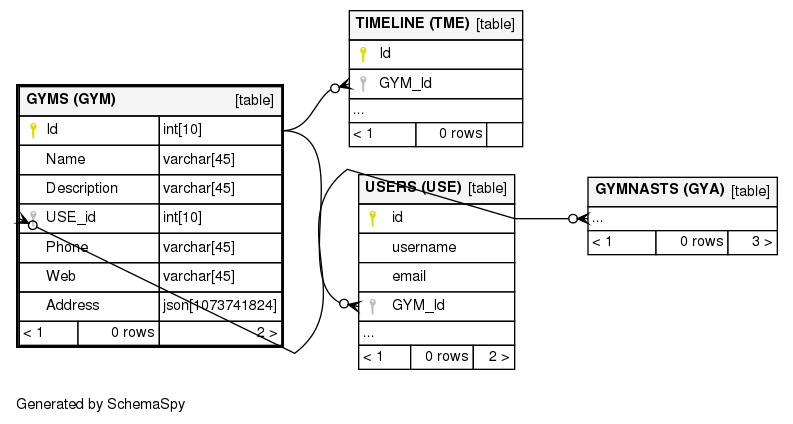 TIMELINE (TME) [table]
Id
GYM_Id
...
< 1 0 rows
GYMS (GYM) [table]
Id int[10]
Name varchar[45]
Description varchar[45]
USE_id int[10]
Phone varchar[45]
Web varchar[45]
Address json[1073741824]
< 1 0 rows 2 >
USERS (USE) [table]
id
username
email
GYM_Id
...
< 1 0 rows 2 >
GYMNASTS (GYA) [table]
...
< 1 0 rows 3 >
Generated by SchemaSpy